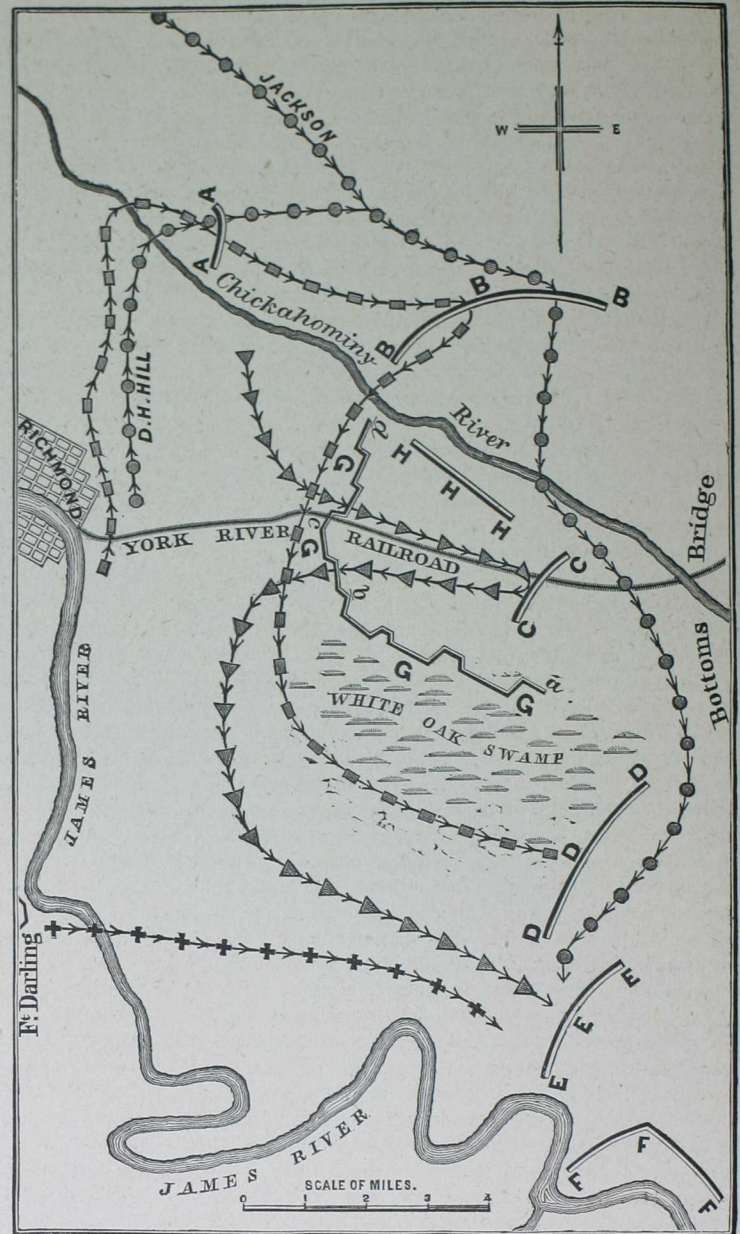 JACKSON
W E
A
A
Chickahominy
B
B
B
D.H. HILL
River
RICHMOND
G
H
H
H
YORK RIVER
c
G
RAILROAD
Bridge
C
C
G
G
a
WHITE OAK SWAMP
Bottoms
JAMES RIVER
D
D
D
Ft. Darling
E
E
E
JAMES RIVER
F
F
F
SCALE OF MILES.
0 1 2 3 4